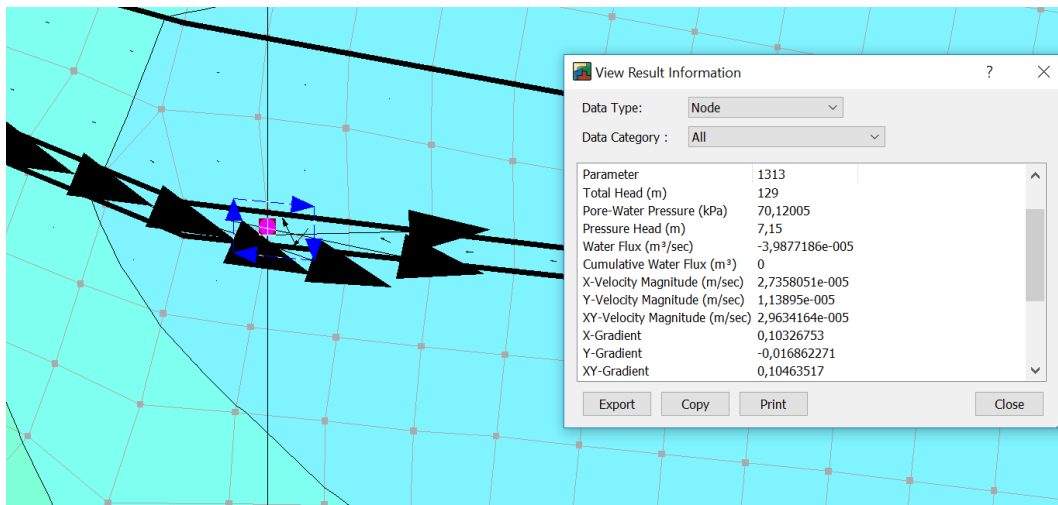 View Result Information ?
Data Type: Node
Data Category : All
Parameter 1313
Total Head (m) 129
Pore-Water Pressure (kPa) 70,12005
Pressure Head (m) 7,15
Water Flux (m³/sec) -3,9877186e-005
Cumulative Water Flux (m³) 0
X-Velocity Magnitude (m/sec) 2,7358051e-005
Y-Velocity Magnitude (m/sec) 1,13895e-005
XY-Velocity Magnitude (m/sec) 2,9634164e-005
X-Gradient 0,10326753
Y-Gradient -0,016862271
XY-Gradient 0,10463517
Export Copy Print Close